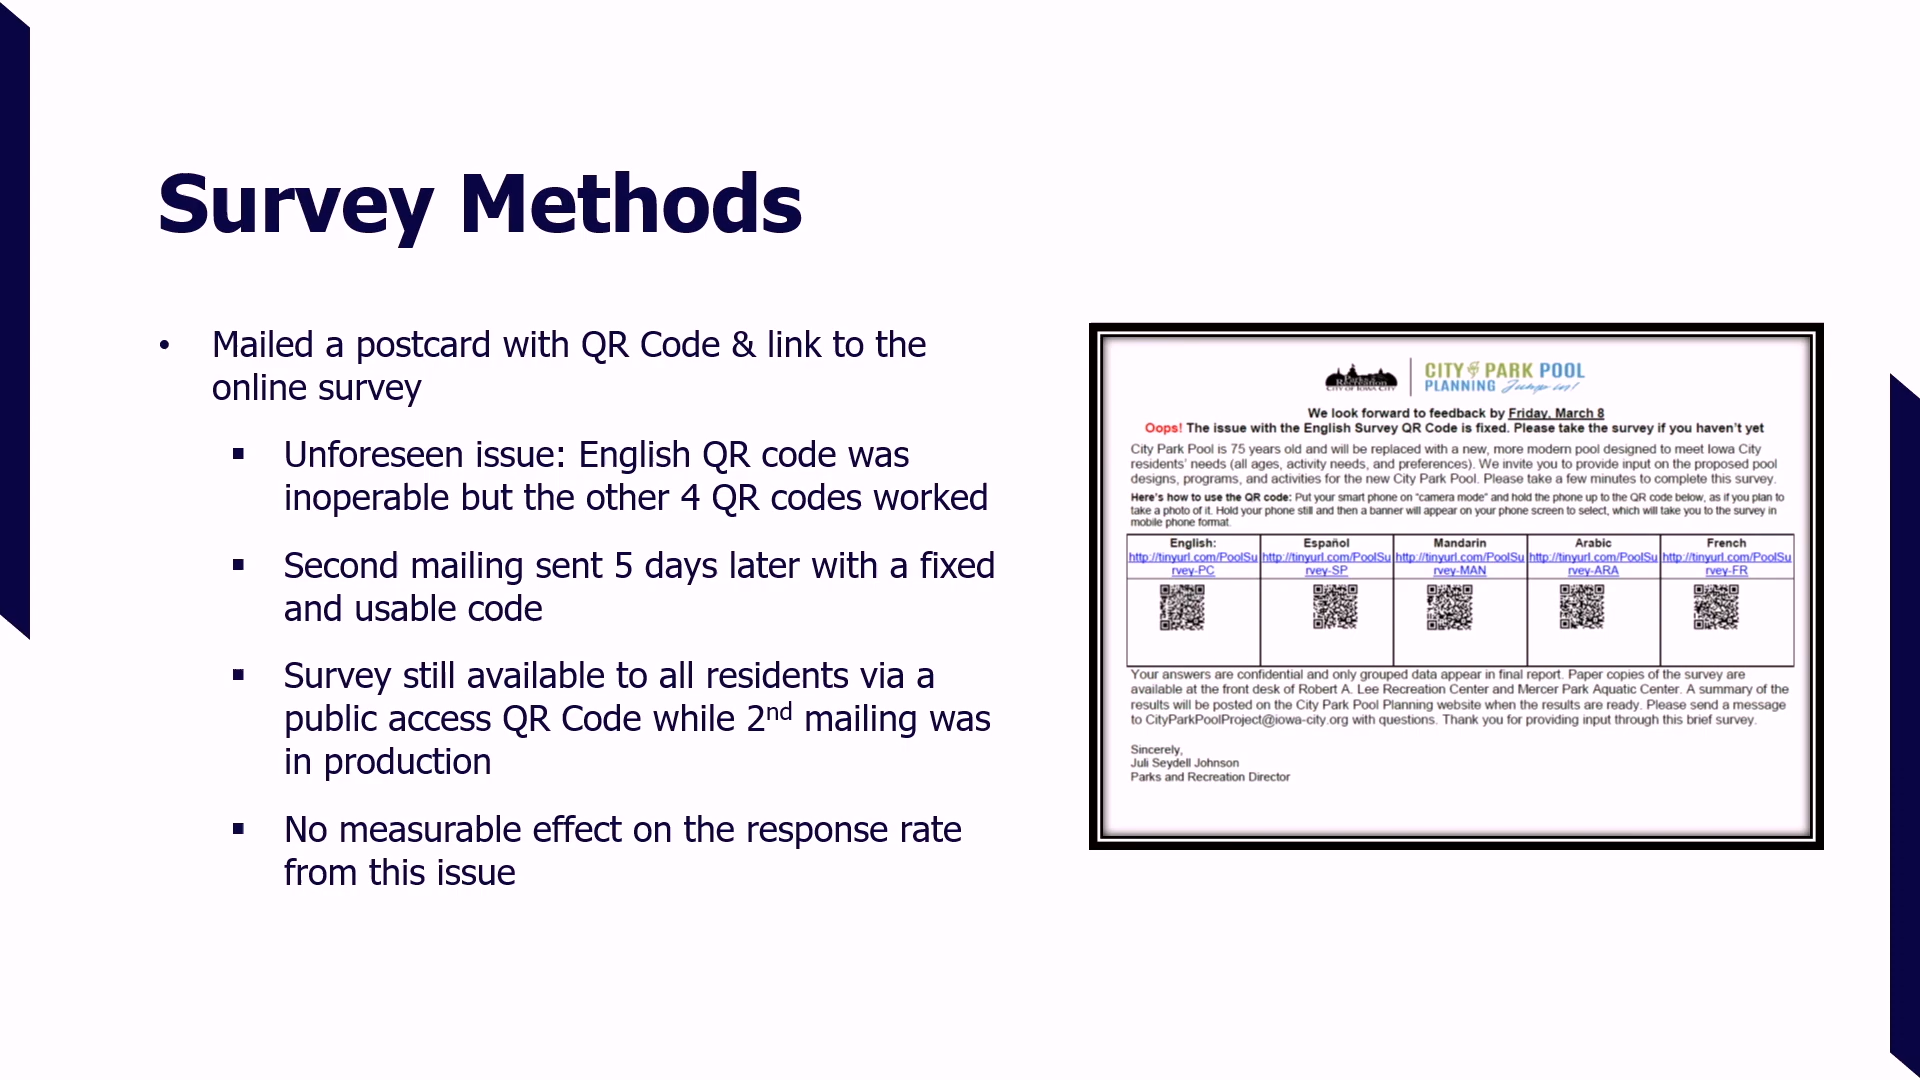 Survey Methods
• Mailed a postcard with QR Code & link to the
online survey
▪ Unforeseen issue: English QR code was
inoperable but the other 4 QR codes worked
▪ Second mailing sent 5 days later with a fixed
and usable code
▪ Survey still available to all residents via a
public access QR Code while 2nd mailing was
in production
▪ No measurable effect on the response rate
from this issue
Parks &
Recreation
CITY OF IOWA CITY
CITY PARK POOL
PLANNING Jump in!
We look forward to feedback by Friday, March 8
Oops! The issue with the English Survey QR Code is fixed. Please take the survey if you haven't yet
City Park Pool is 75 years old and will be replaced with a new, more modern pool designed to meet Iowa City
residents' needs (all ages, activity needs, and preferences). We invite you to provide input on the proposed pool
designs, programs, and activities for the new City Park Pool. Please take a few minutes to complete this survey.
Here's how to use the QR code: Put your smart phone on "camera mode" and hold the phone up to the QR code below, as if you plan to
take a photo of it. Hold your phone still and then a banner will appear on your phone screen to select, which will take you to the survey in
mobile phone format.
English: Español Mandarin Arabic French
http://tinyurl.com/PoolSu http://tinyurl.com/PoolSu http://tinyurl.com/PoolSu http://tinyurl.com/PoolSu http://tinyurl.com/PoolSu
rvey-PC rvey-SP rvey-MAN rvey-ARA rvey-FR
Your answers are confidential and only grouped data appear in final report. Paper copies of the survey are
available at the front desk of Robert A. Lee Recreation Center and Mercer Park Aquatic Center. A summary of the
results will be posted on the City Park Pool Planning website when the results are ready. Please send a message
to CityParkPoolProject@iowa-city.org with questions. Thank you for providing input through this brief survey.
Sincerely,
Juli Seydell Johnson
Parks and Recreation Director